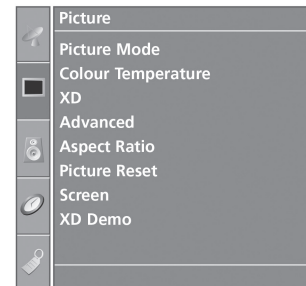 Picture
Picture Mode
Colour Temperature
XD
Advanced
Aspect Ratio
Picture Reset
Screen
XD Demo